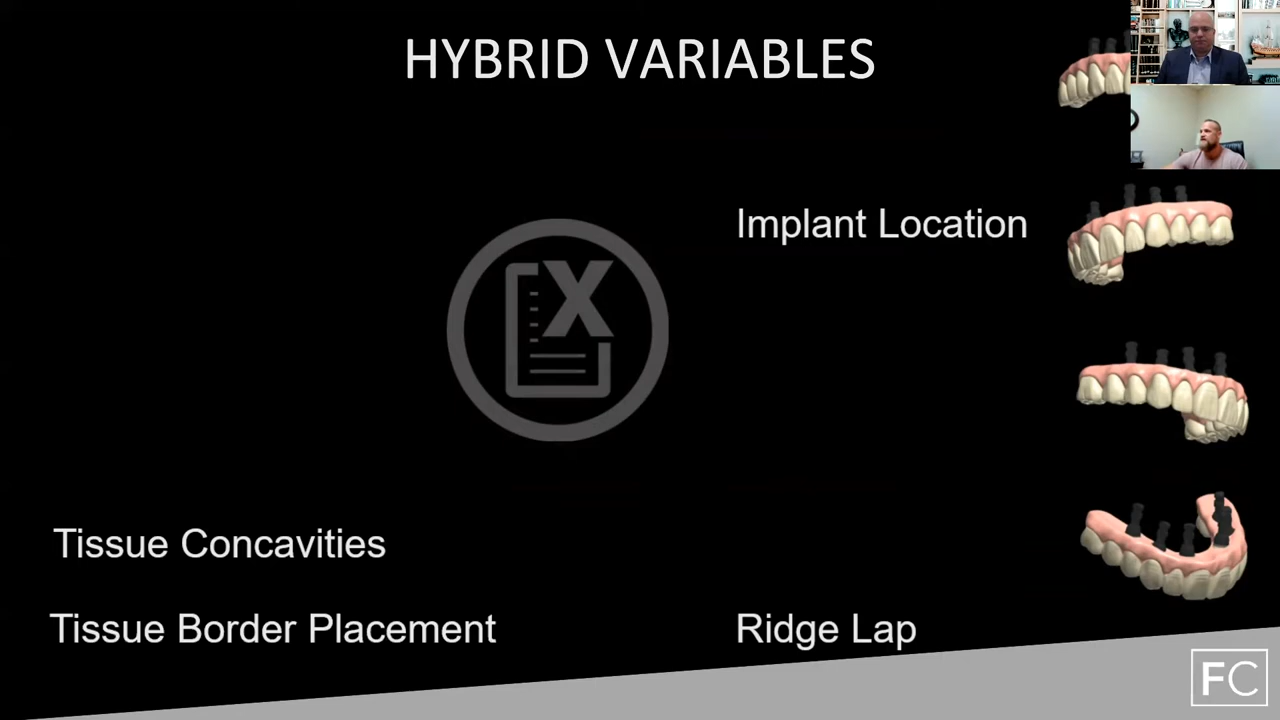 HYBRID VARIABLES
Implant Location
X
Tissue Concavities
Tissue Border Placement
Ridge Lap
FC